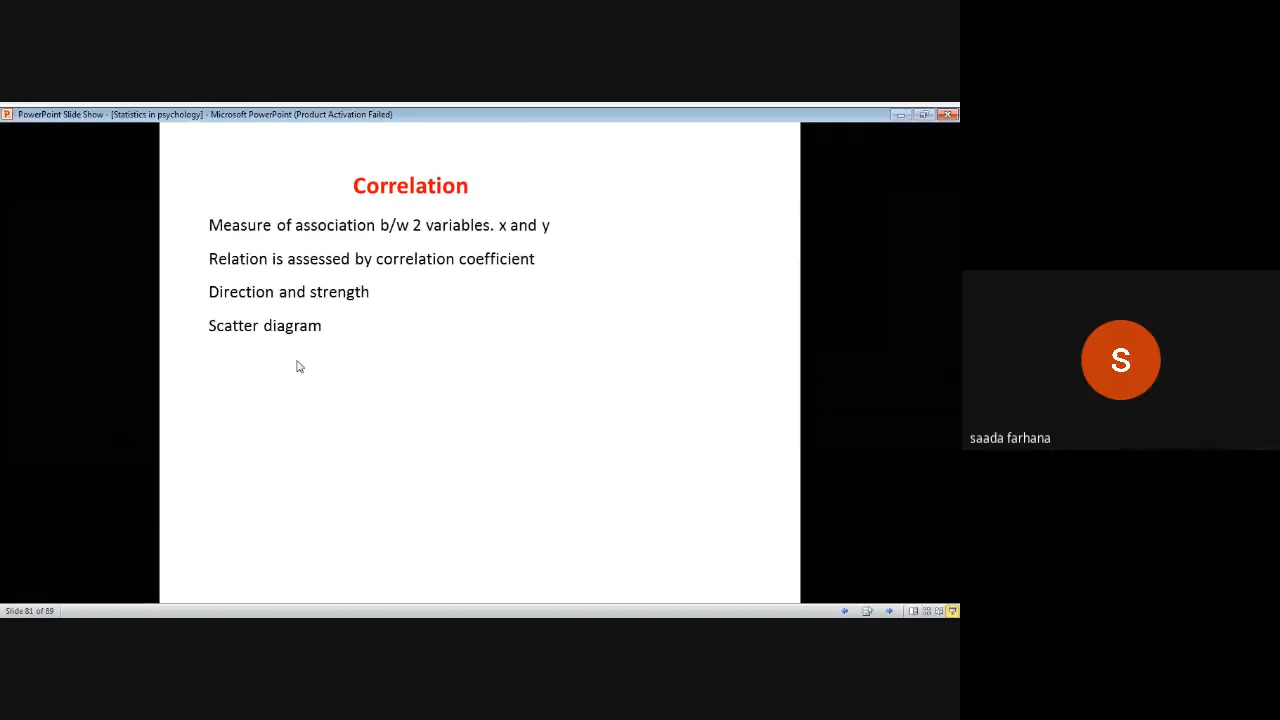 PowerPoint Slide Show - [Statistics in psychology] - Microsoft PowerPoint (Product Activation Failed)
Correlation
Measure of association b/w 2 variables. x and y
Relation is assessed by correlation coefficient
Direction and strength
Scatter diagram
S
saada farhana
Slide 81 of 89